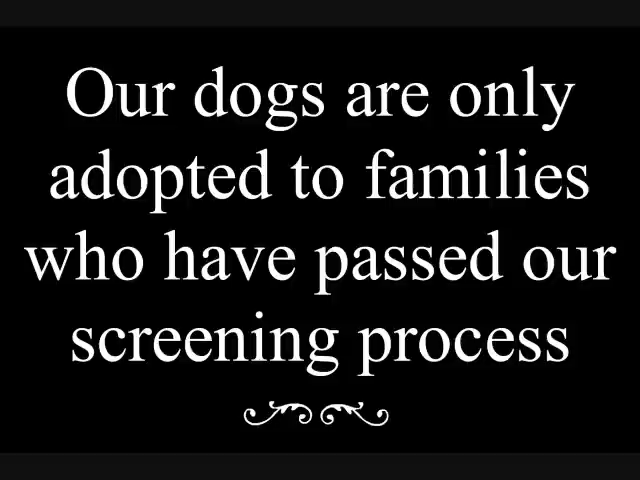 Our dogs are only
adopted to families
who have passed our
screening process